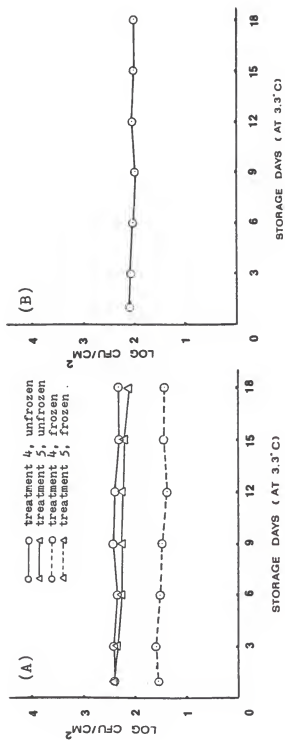 (A)
treatment 4, unfrozen
treatment 5, unfrozen
treatment 4, frozen
treatment 5, frozen.
LOG CFU/CM²
4
3
2
1
0
3
6
9
12
15
18
STORAGE DAYS ( AT 3.3°C)
(B)
LOG CFU/CM²
4
3
2
1
0
3
6
9
12
15
18
STORAGE DAYS ( AT 3.3°C)